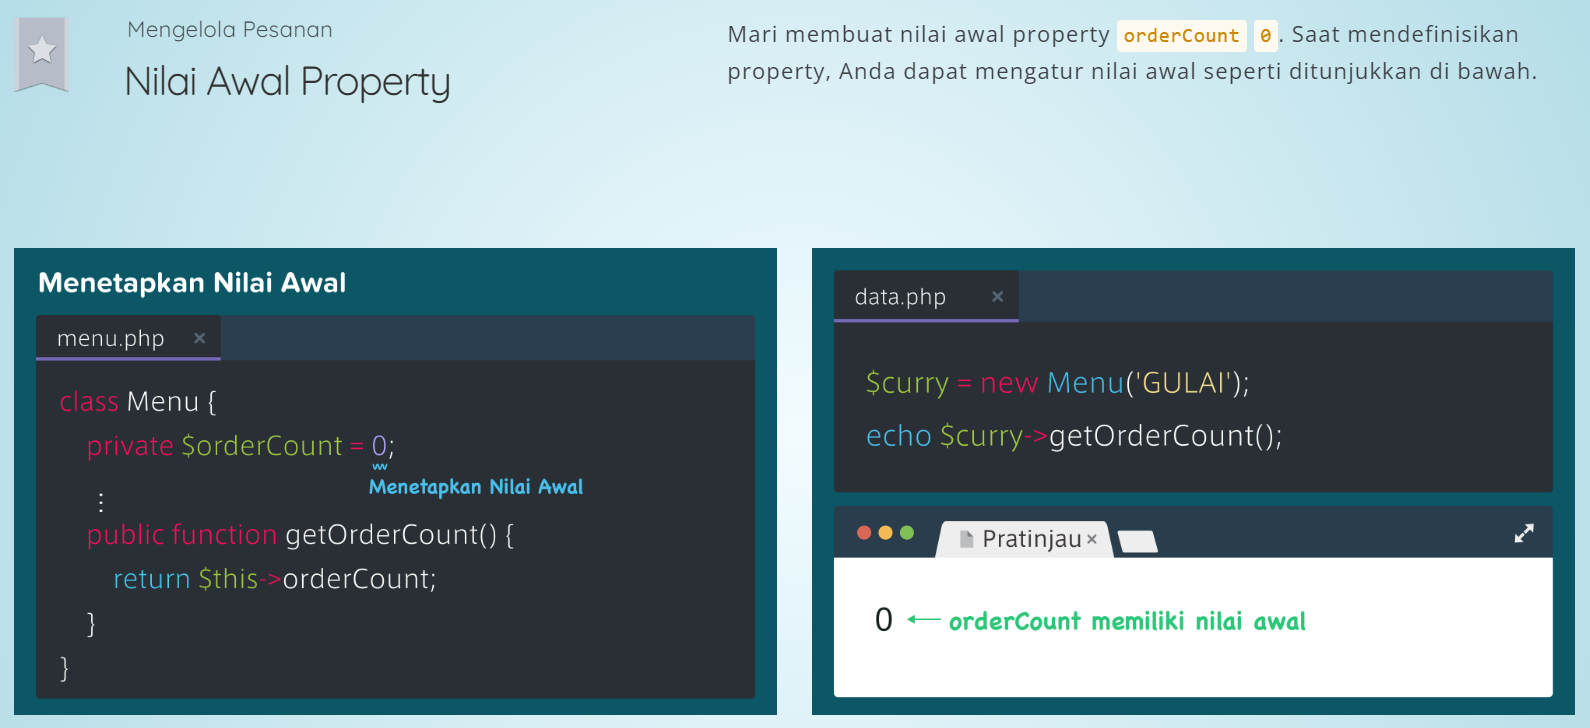 Mengelola Pesanan
Nilai Awal Property
Mari membuat nilai awal property orderCount 0. Saat mendefinisikan
property, Anda dapat mengatur nilai awal seperti ditunjukkan di bawah.
Menetapkan Nilai Awal
menu.php ×
class Menu {
private $orderCount = 0;
Menetapkan Nilai Awal
⋮
public function getOrderCount() {
return $this->orderCount;
}
}
data.php ×
$curry = new Menu('GULAI');
echo $curry->getOrderCount();
Pratinjau ×
0 ← orderCount memiliki nilai awal